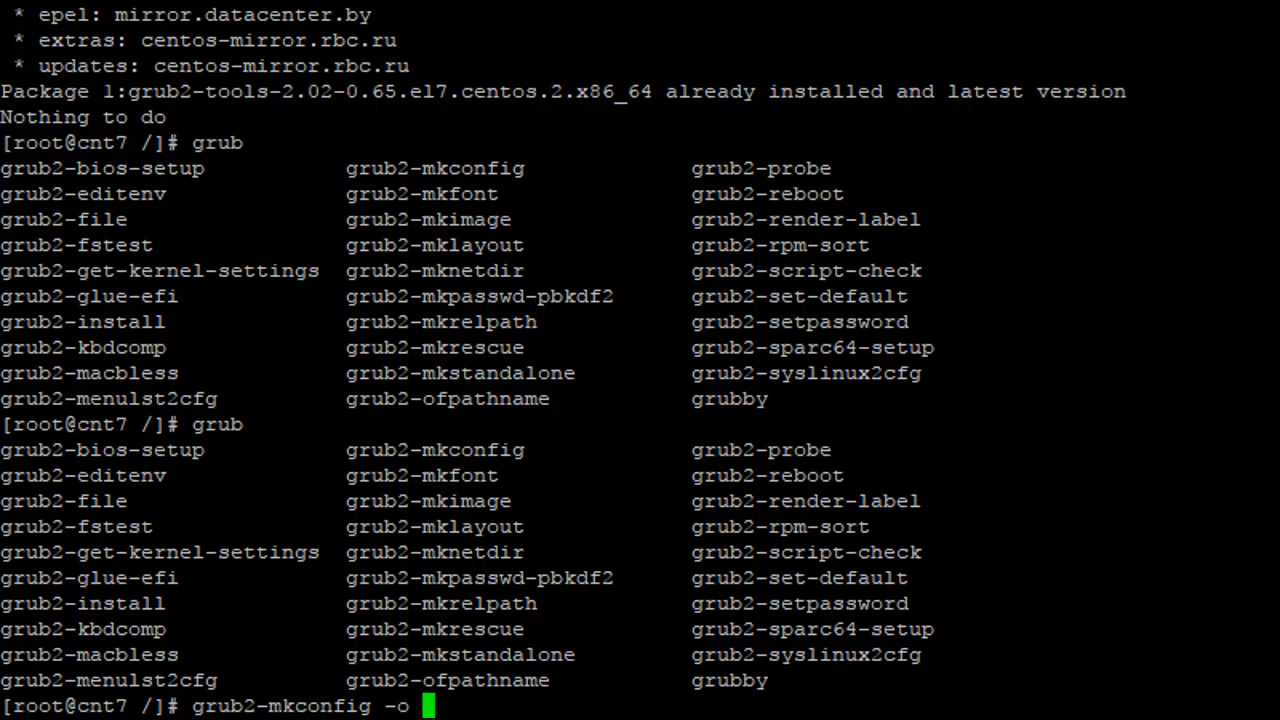 * epel: mirror.datacenter.by
 * extras: centos-mirror.rbc.ru
 * updates: centos-mirror.rbc.ru
Package 1:grub2-tools-2.02-0.65.el7.centos.2.x86_64 already installed and latest version
Nothing to do
[root@cnt7 /]# grub
grub2-bios-setup grub2-mkconfig grub2-probe
grub2-editenv grub2-mkfont grub2-reboot
grub2-file grub2-mkimage grub2-render-label
grub2-fstest grub2-mklayout grub2-rpm-sort
grub2-get-kernel-settings grub2-mknetdir grub2-script-check
grub2-glue-efi grub2-mkpasswd-pbkdf2 grub2-set-default
grub2-install grub2-mkrelpath grub2-setpassword
grub2-kbdcomp grub2-mkrescue grub2-sparc64-setup
grub2-macbless grub2-mkstandalone grub2-syslinux2cfg
grub2-menulst2cfg grub2-ofpathname grubby
[root@cnt7 /]# grub
grub2-bios-setup grub2-mkconfig grub2-probe
grub2-editenv grub2-mkfont grub2-reboot
grub2-file grub2-mkimage grub2-render-label
grub2-fstest grub2-mklayout grub2-rpm-sort
grub2-get-kernel-settings grub2-mknetdir grub2-script-check
grub2-glue-efi grub2-mkpasswd-pbkdf2 grub2-set-default
grub2-install grub2-mkrelpath grub2-setpassword
grub2-kbdcomp grub2-mkrescue grub2-sparc64-setup
grub2-macbless grub2-mkstandalone grub2-syslinux2cfg
grub2-menulst2cfg grub2-ofpathname grubby
[root@cnt7 /]# grub2-mkconfig -o